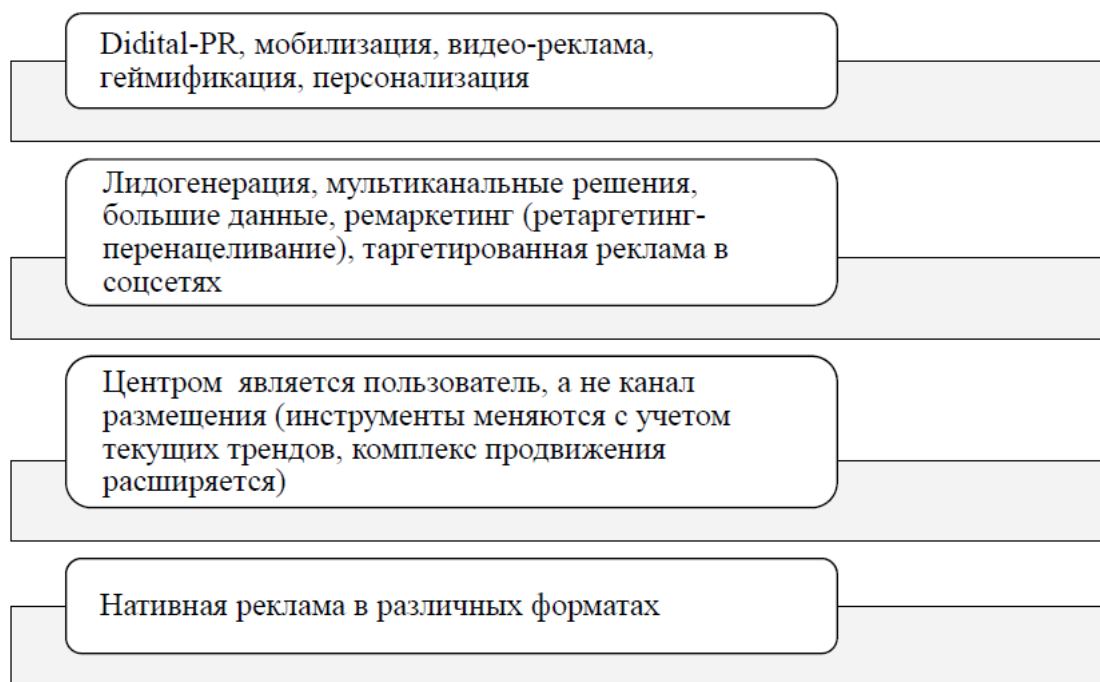 Didital-PR, мобилизация, видео-реклама,
геймификация, персонализация
Лидогенерация, мультиканальные решения,
большие данные, ремаркетинг (ретаргетинг-
перенацеливание), таргетированная реклама в
соцсетях
Центром является пользователь, а не канал
размещения (инструменты меняются с учетом
текущих трендов, комплекс продвижения
расширяется)
Нативная реклама в различных форматах